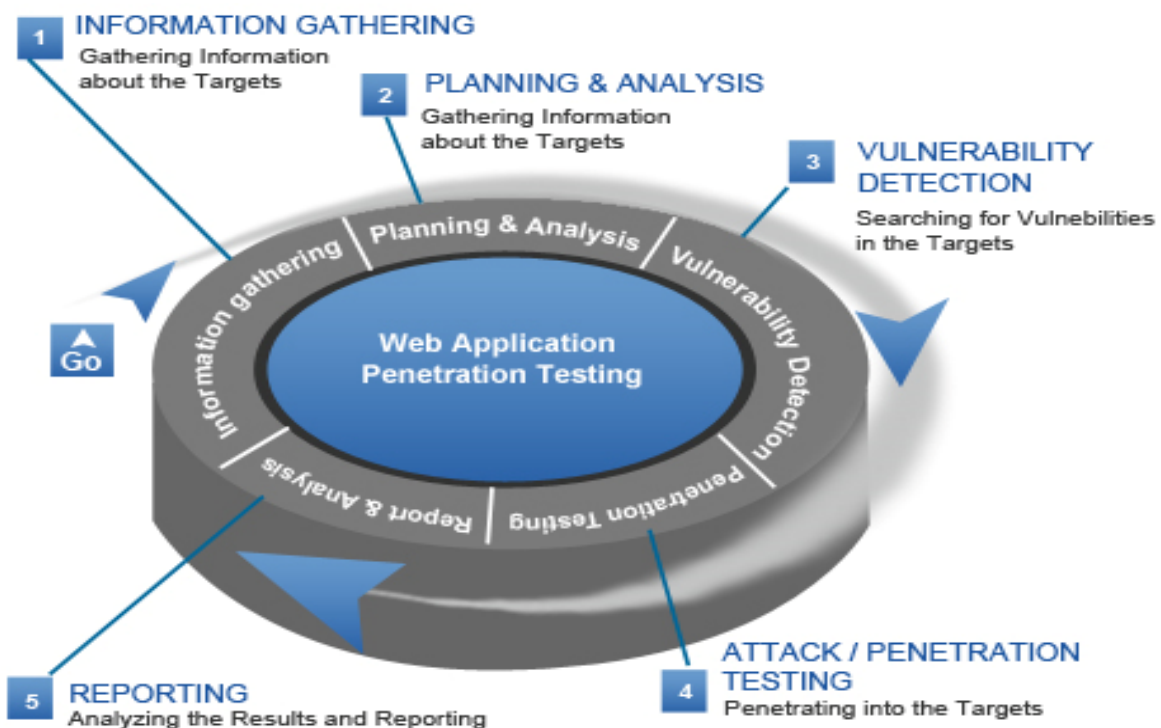 1
INFORMATION GATHERING
Gathering Information
about the Targets
2
PLANNING & ANALYSIS
Gathering Information
about the Targets
3
VULNERABILITY
DETECTION
Searching for Vulnebilities
in the Targets
Go
Information gathering
Planning & Analysis
Vulnerability Detection
Penetration Testing
Report & Analysis
Web Application
Penetration Testing
4
ATTACK / PENETRATION
TESTING
Penetrating into the Targets
5
REPORTING
Analyzing the Results and Reporting